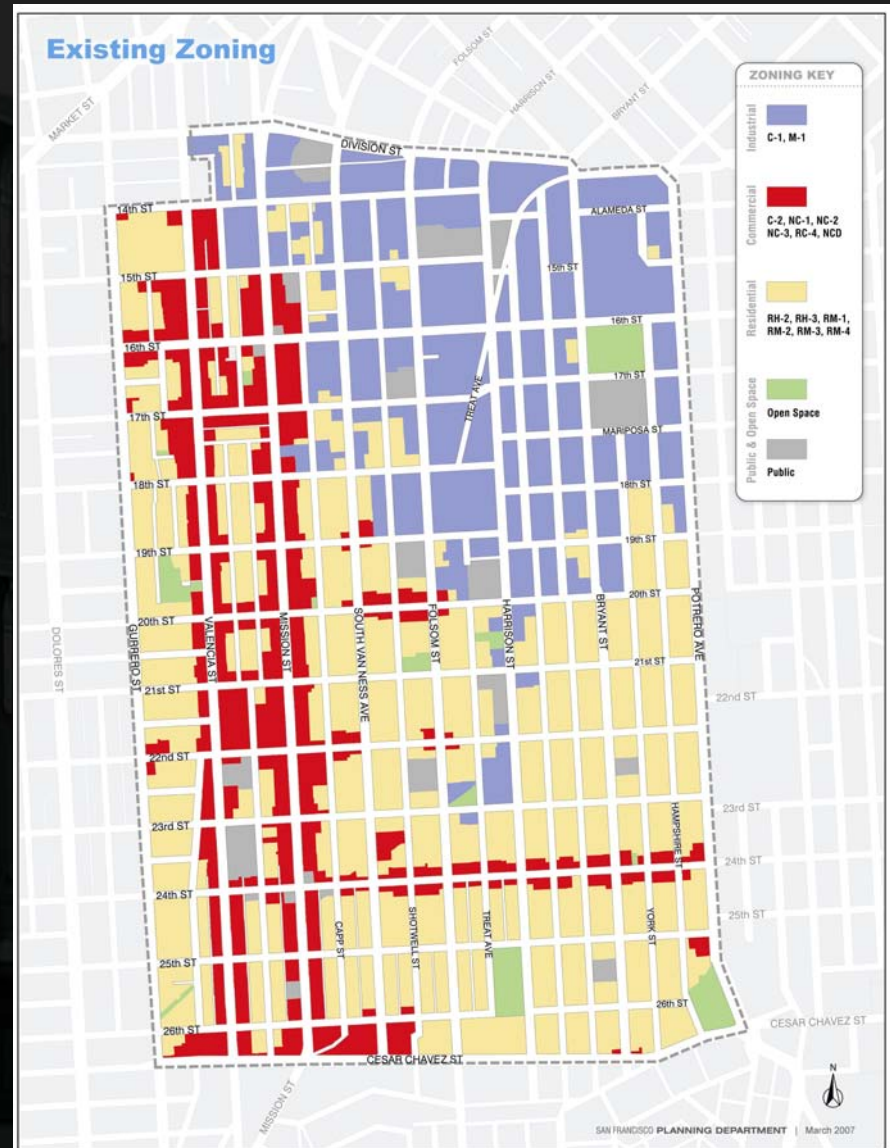 Existing Zoning
FOLSOM ST
HARRISON ST
BRYANT ST
MARKET ST
ZONING KEY
Industrial
C-1, M-1
Commercial
C-2, NC-1, NC-2
NC-3, RC-4, NCD
Residential
RH-2, RH-3, RM-1,
RM-2, RM-3, RM-4
Public & Open Space
Open Space
Public
DIVISION ST
14th ST
ALAMEDA ST
15th ST
15th ST
16th ST
16th ST
17th ST
17th ST
TREAT AVE
MARIPOSA ST
18th ST
18th ST
19th ST
19th ST
20th ST
20th ST
DOLORES ST
GURRERO ST
VALENCIA ST
MISSION ST
SOUTH VAN NESS AVE
FOLSOM ST
HARRISON ST
BRYANT ST
POTRERO AVE
21st ST
21st ST
22nd ST
22nd ST
23rd ST
23rd ST
HAMPSHIRE ST
24th ST
24th ST
CAPP ST
SHOTWELL ST
TREAT AVE
YORK ST
25th ST
25th ST
26th ST
26th ST
CESAR CHAVEZ ST
CESAR CHAVEZ ST
MISSION ST
N
SAN FRANCISCO PLANNING DEPARTMENT | March 2007